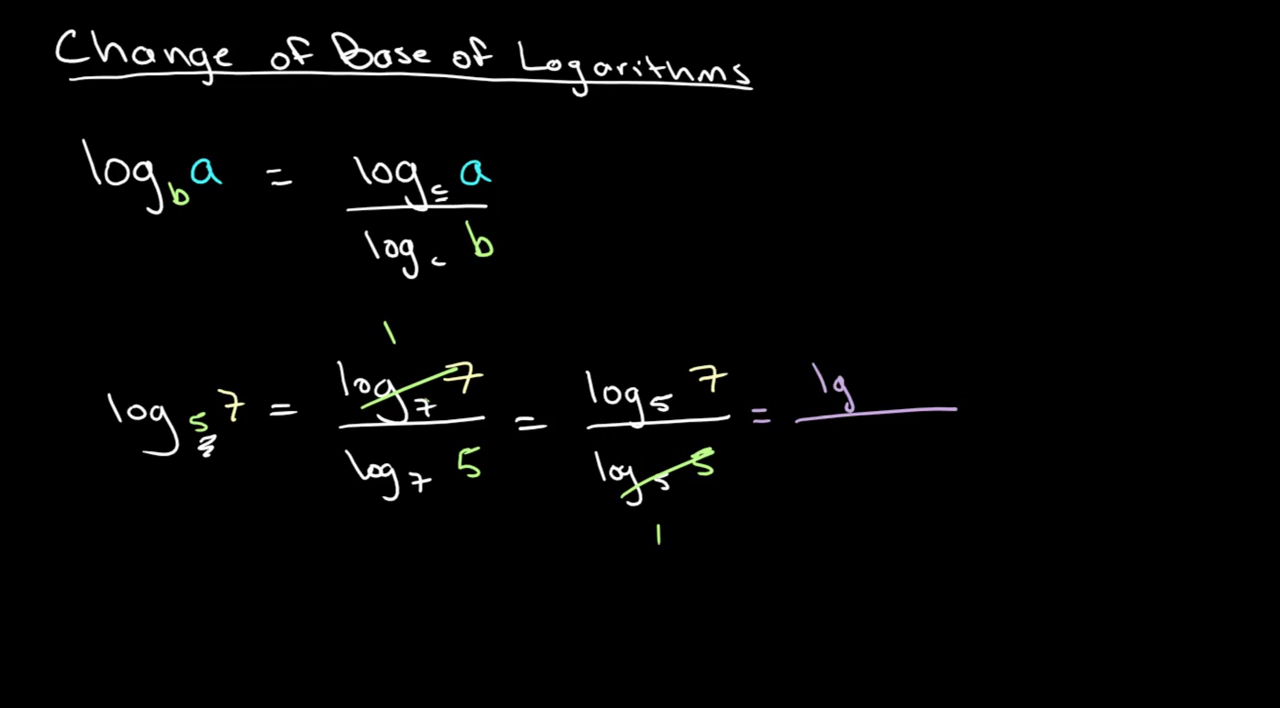 Change of Base of Logarithms
log_b a = log_c a / log_c b
1
log_5 7 = log_7 7 / log_7 5 = log_5 7 / log_5 5 = lg
1